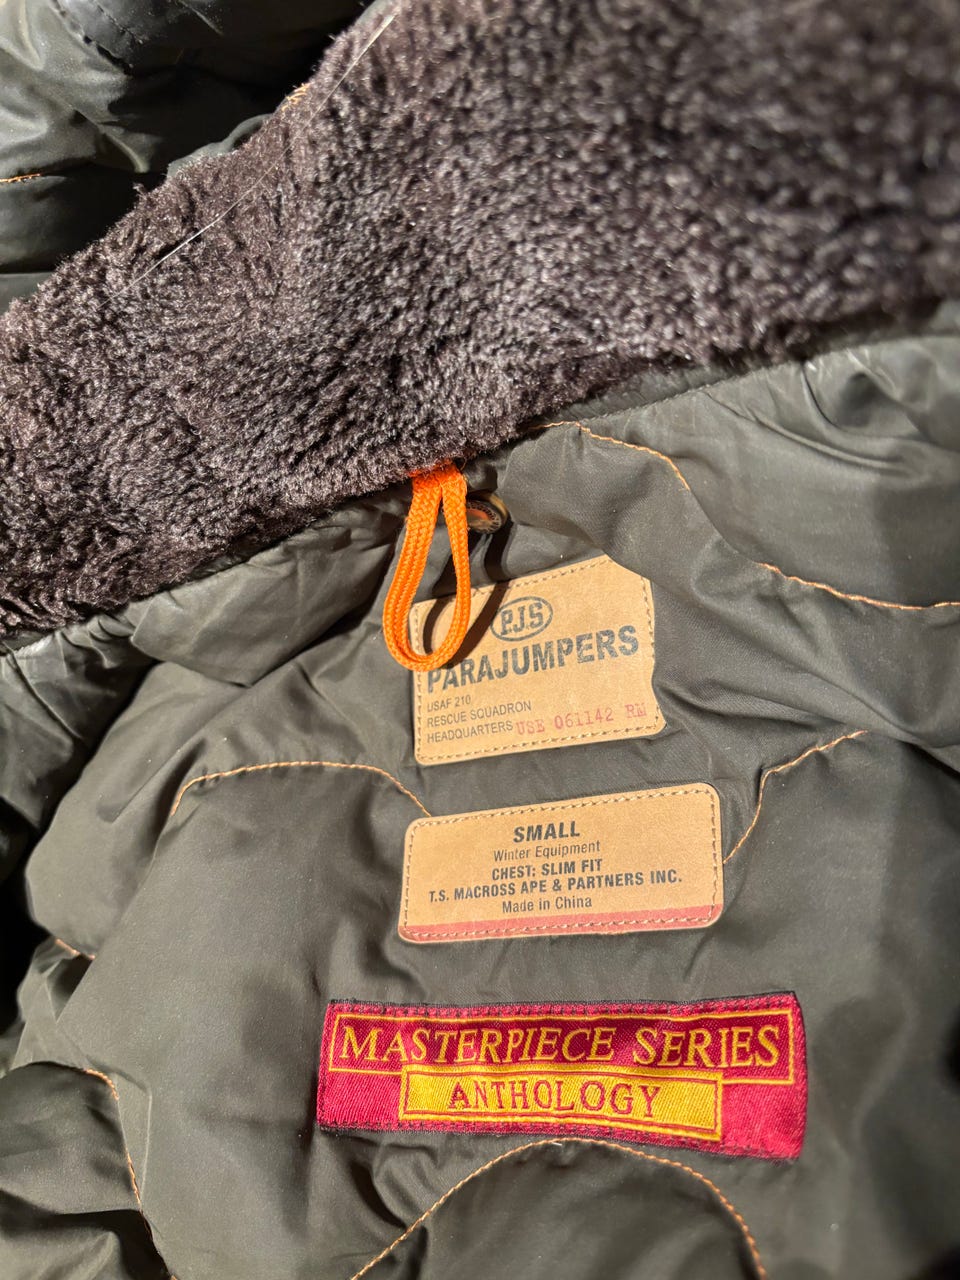 P.J.S
PARAJUMPERS
USAF 210
RESCUE SQUADRON
HEADQUARTERS USE 061142 RM
SMALL
Winter Equipment
CHEST: SLIM FIT
T.S. MACROSS APE & PARTNERS INC.
Made in China
MASTERPIECE SERIES
ANTHOLOGY